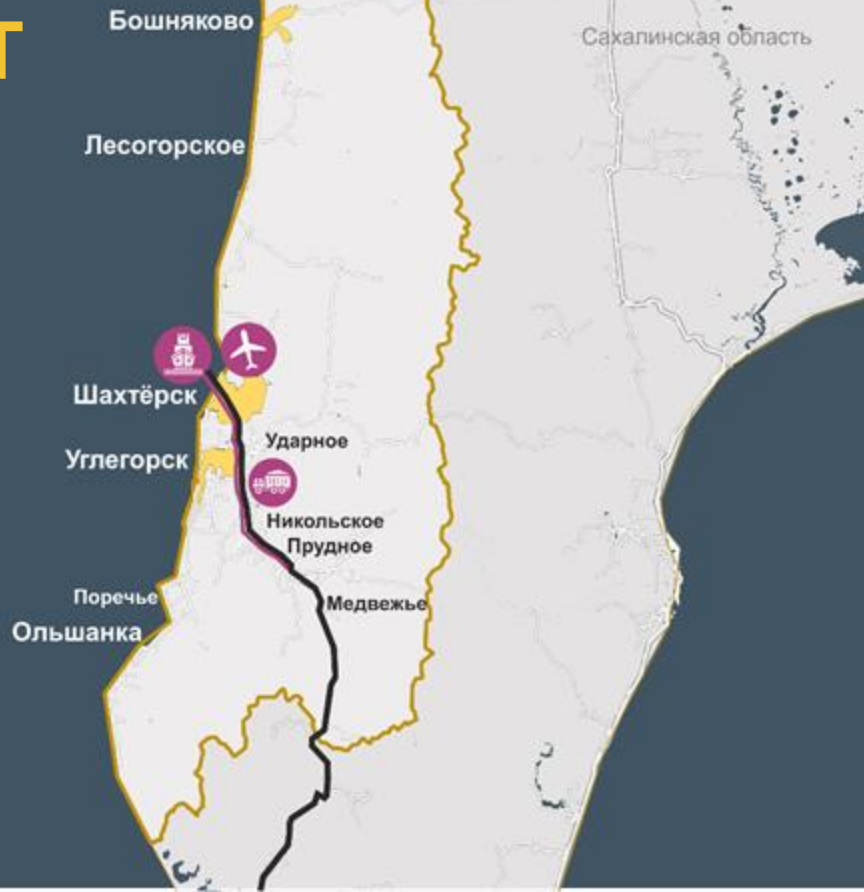 Т
Бошняково
Сахалинская область
Лесогорское
Шахтёрск
Ударное
Углегорск
Никольское
Прудное
Поречье
Медвежье
Ольшанка